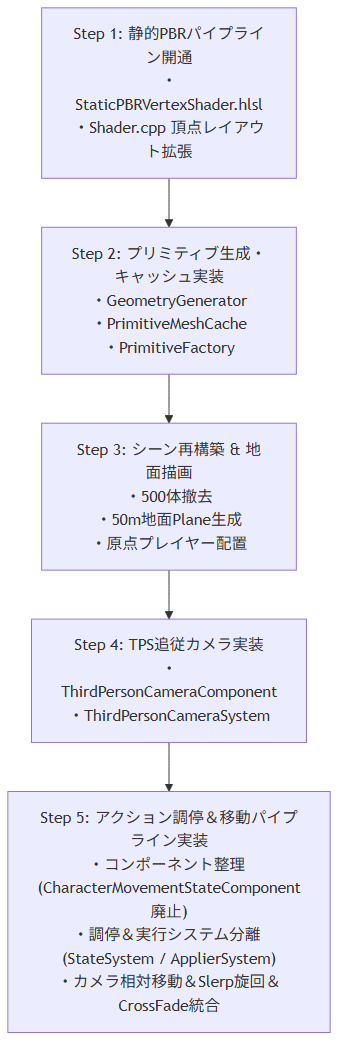 Step 1: 静的PBRパイプライ
ン開通
・
StaticPBRVertexShader.hlsl
・Shader.cpp 頂点レイアウ
ト拡張
Step 2: プリミティブ生成・
キャッシュ実装
・GeometryGenerator
・PrimitiveMeshCache
・PrimitiveFactory
Step 3: シーン再構築 & 地
面描画
・500体撤去
・50m地面Plane生成
・原点プレイヤー配置
Step 4: TPS追従カメラ実装
・
ThirdPersonCameraComponent
・ThirdPersonCameraSystem
Step 5: アクション調停＆移動パイプ
ライン実装
・コンポーネント整理
(CharacterMovementStateComponent
廃止)
・調停＆実行システム分離
(StateSystem / ApplierSystem)
・カメラ相対移動＆Slerp旋回＆
CrossFade統合